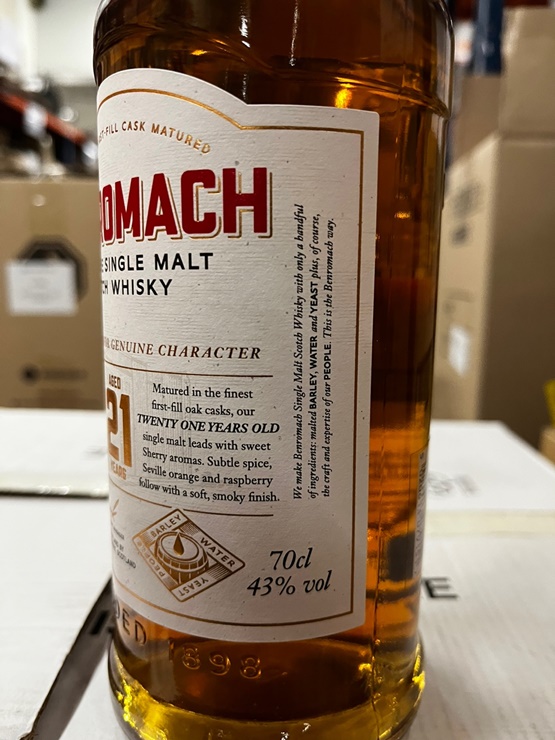 FILL CASK MATURED
ROMACH
SINGLE MALT
CH WHISKY
GENUINE CHARACTER
AGED
21
YEARS
Matured in the finest
first-fill oak casks, our
TWENTY ONE YEARS OLD
single malt leads with sweet
Sherry aromas. Subtle spice,
Seville orange and raspberry
follow with a soft, smoky finish.
We make Benromach Single Malt Scotch Whisky with only a handful
of ingredients: malted BARLEY, WATER and YEAST plus, of course,
the craft and expertise of our PEOPLE. This is the Benromach way.
BARLEY
WATER
PEOPLE
YEAST
70cl
43% vol
DED 1898